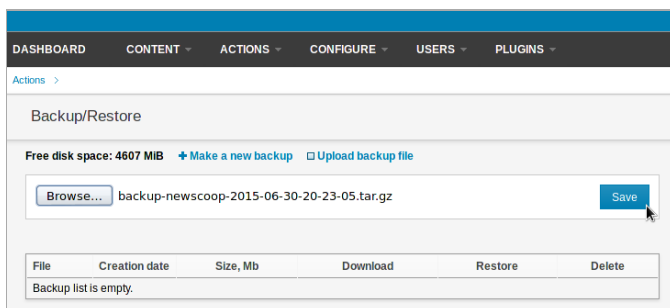 DASHBOARD CONTENT ACTIONS CONFIGURE USERS PLUGINS
Actions >
Backup/Restore
Free disk space: 4607 MiB Make a new backup Upload backup file
Browse... backup-newscoop-2015-06-30-20-23-05.tar.gz Save
File Creation date Size, Mb Download Restore Delete
Backup list is empty.